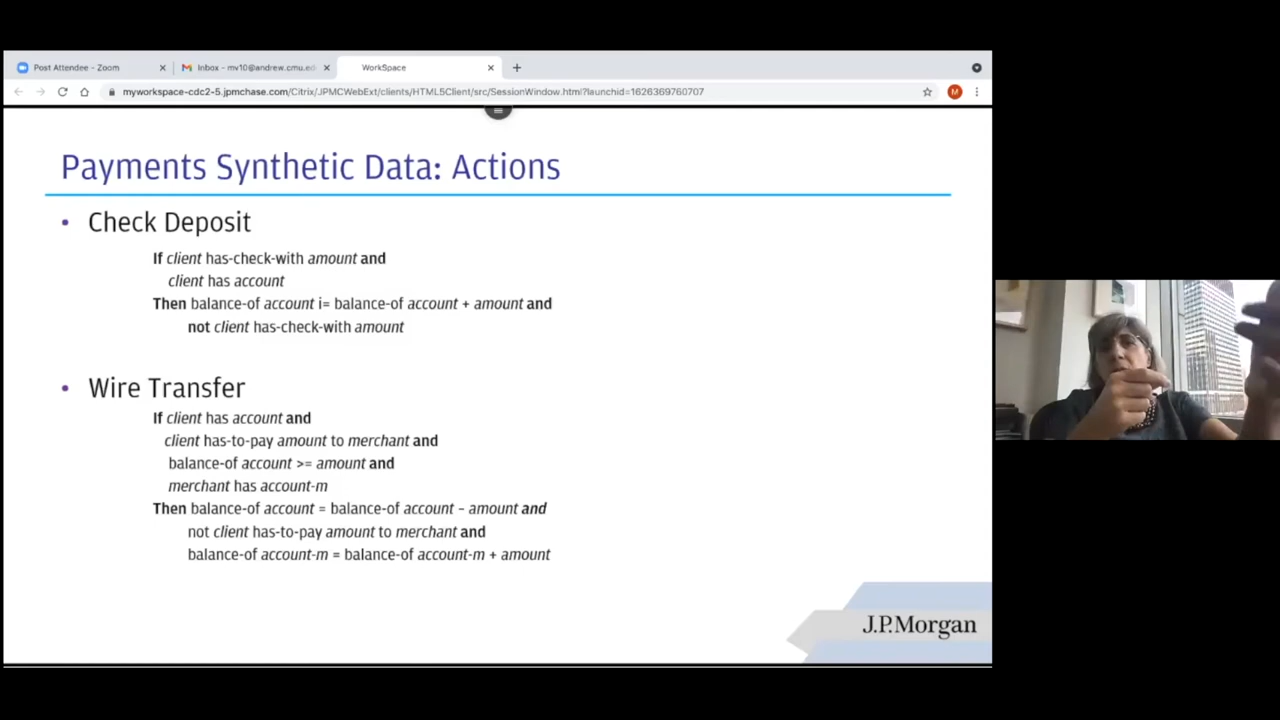 Post Attendee - Zoom
Inbox - mv10@andrew.cmu.ed
WorkSpace
myworkspace-cdc2-5.jpmchase.com/Citrix/JPMCWebExt/clients/HTML5Client/src/SessionWindow.html?launchid=1626369760707
M
Payments Synthetic Data: Actions
• Check Deposit
If client has-check-with amount and
client has account
Then balance-of account i= balance-of account + amount and
not client has-check-with amount
• Wire Transfer
If client has account and
client has-to-pay amount to merchant and
balance-of account >= amount and
merchant has account-m
Then balance-of account = balance-of account – amount and
not client has-to-pay amount to merchant and
balance-of account-m = balance-of account-m + amount
J.P.Morgan